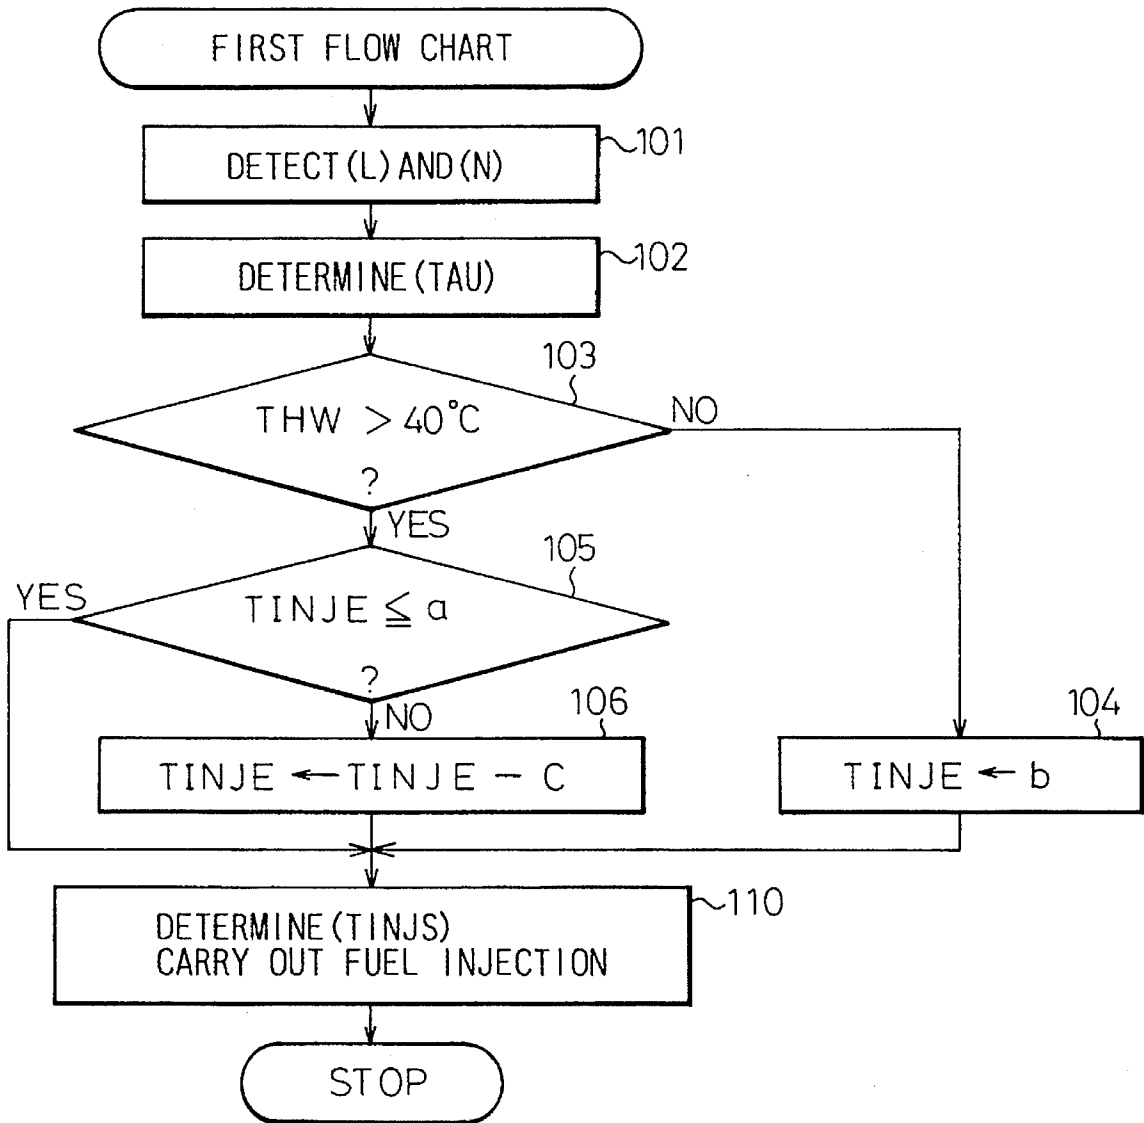 FIRST FLOW CHART
DETECT(L)AND(N)
101
DETERMINE(TAU)
102
103
THW > 40°C
?
NO
YES
105
YES
TINJE ≦ a
?
NO
106
104
TINJE ← TINJE - C
TINJE ← b
110
DETERMINE(TINJS)
CARRY OUT FUEL INJECTION
STOP